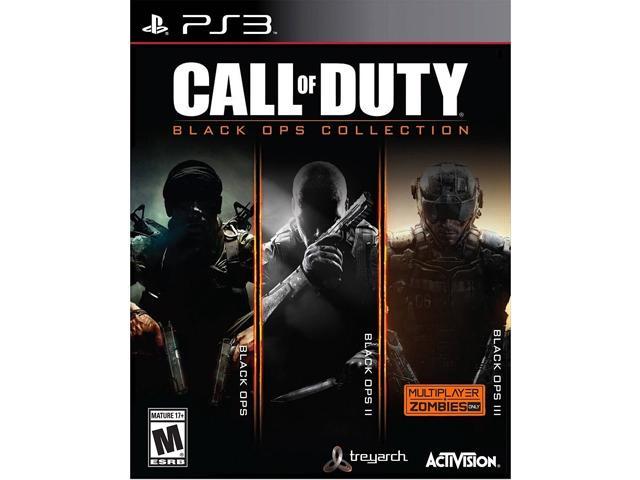 PS3
CALL OF DUTY
BLACK OPS COLLECTION
BLACK OPS
BLACK OPS II
BLACK OPS III
MULTIPLAYER
ZOMBIES ONLY
MATURE 17+
M
ESRB
treyarch
ACTIVISION